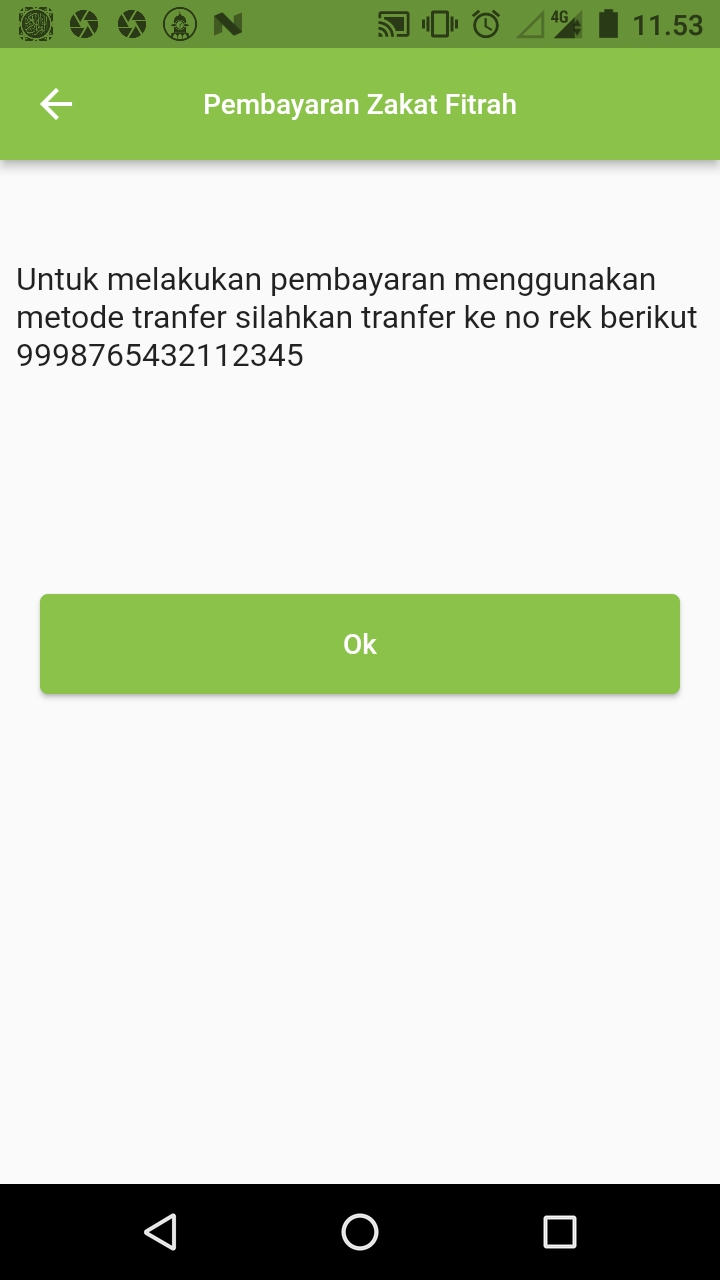 4G 11.53
Pembayaran Zakat Fitrah
Untuk melakukan pembayaran menggunakan
metode tranfer silahkan tranfer ke no rek berikut
9998765432112345
Ok